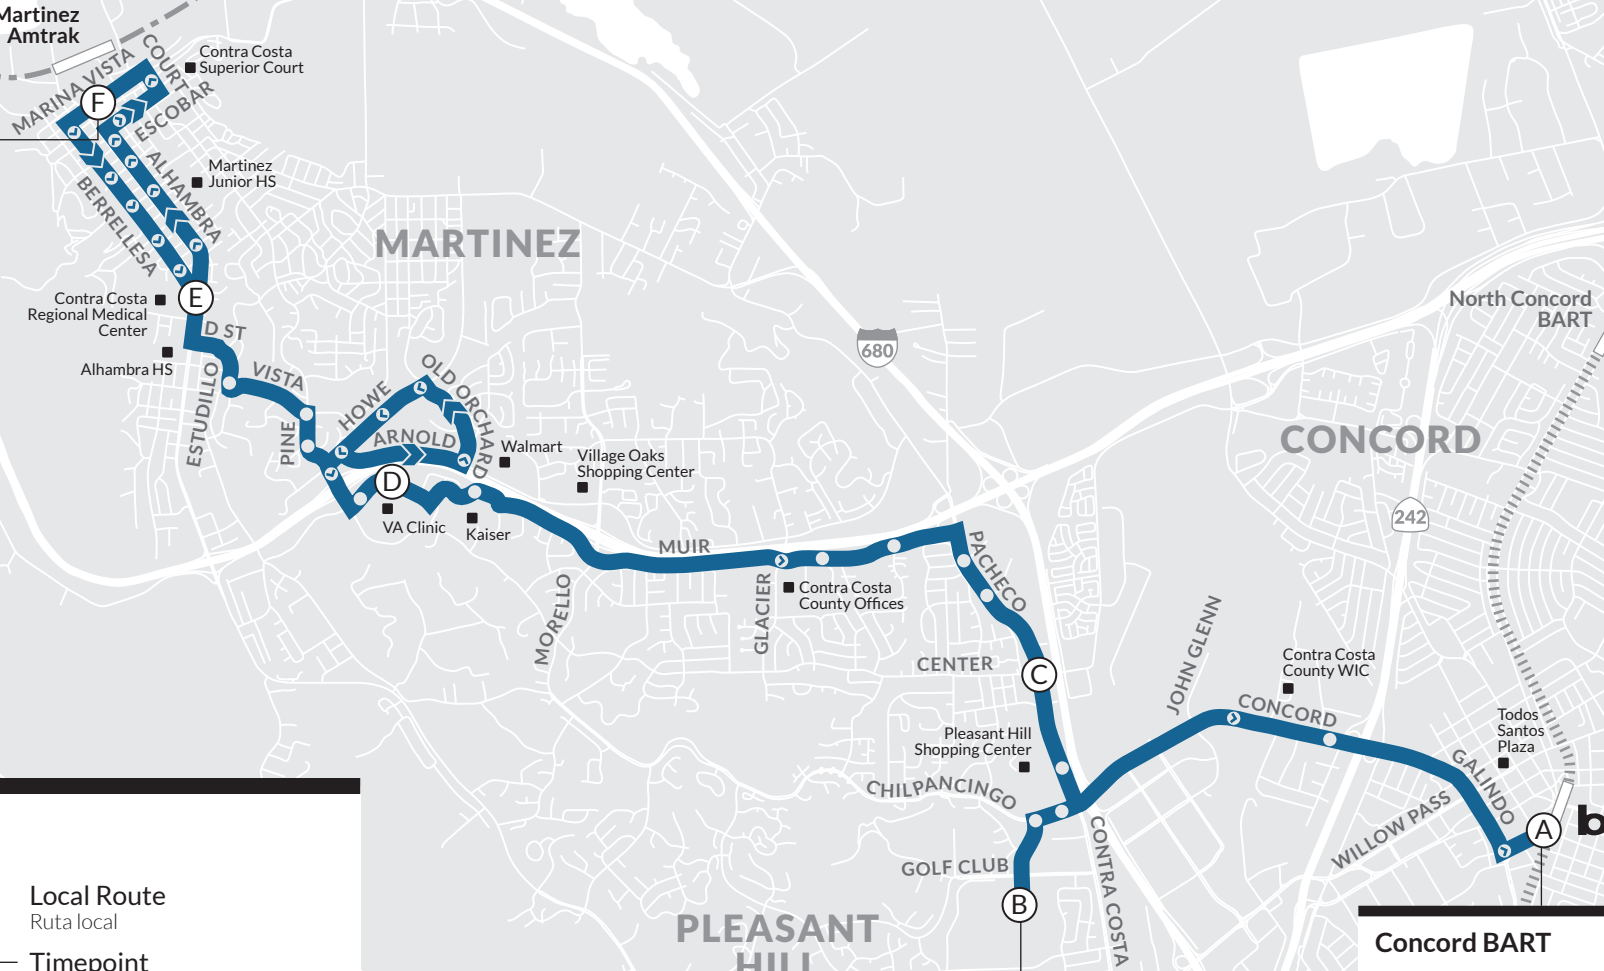 Martinez
Amtrak
COURT
Contra Costa
Superior Court
MARINA VISTA
F
ESCOBAR
ALHAMBRA
Martinez
Junior HS
BERRELLESA
MARTINEZ
E
Contra Costa
Regional Medical
Center
D ST
Alhambra HS
ESTUDILLO
VISTA
PINE
HOWE
OLD ORCHARD
ARNOLD
Walmart
Village Oaks
Shopping Center
D
VA Clinic
Kaiser
680
North Concord
BART
CONCORD
242
MUIR
PACHECO
MORELLO
GLACIER
Contra Costa
County Offices
CENTER
C
JOHN GLENN
Contra Costa
County WIC
CONCORD
Pleasant Hill
Shopping Center
Todos
Santos
Plaza
GALINDO
CHILPANCINGO
WILLOW PASS
A
b
CONTRA COSTA
GOLF CLUB
B
PLEASANT
HILL
Local Route
Ruta local
Timepoint
Concord BART